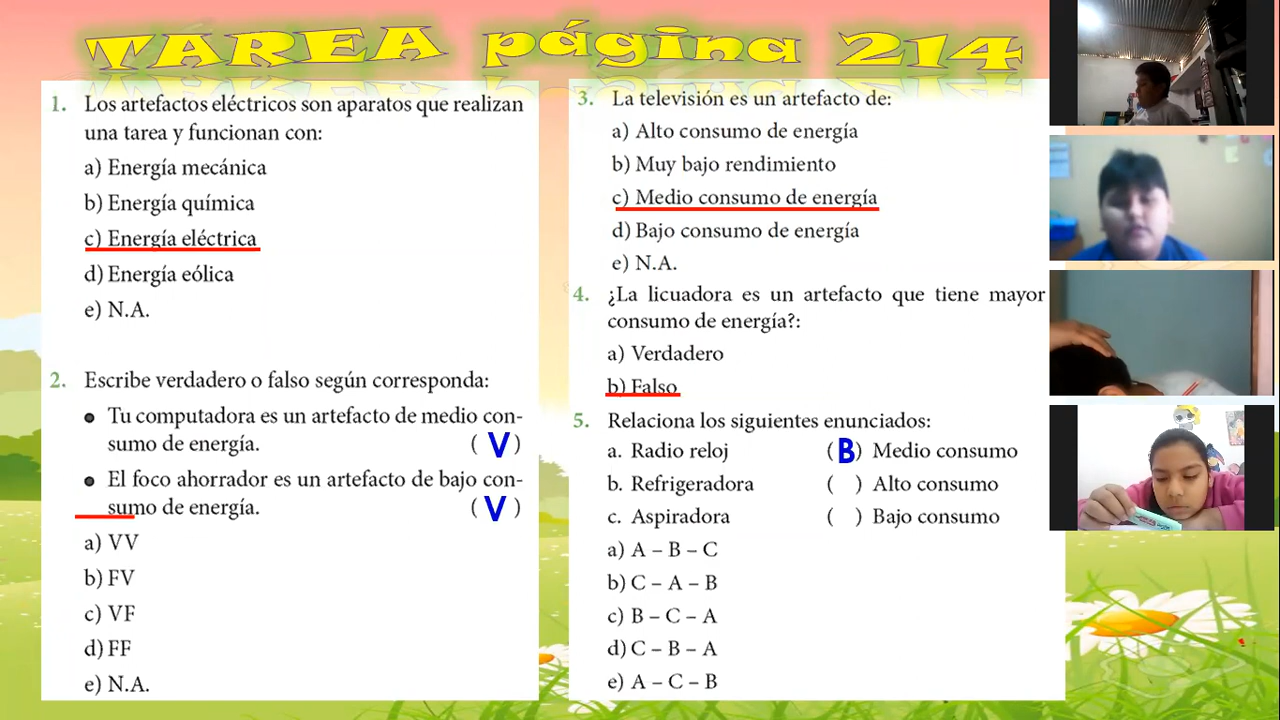 TAREA página 214
1. Los artefactos eléctricos son aparatos que realizan
una tarea y funcionan con:
a) Energía mecánica
b) Energía química
c) Energía eléctrica
d) Energía eólica
e) N.A.
2. Escribe verdadero o falso según corresponda:
• Tu computadora es un artefacto de medio con-
sumo de energía. ( V )
• El foco ahorrador es un artefacto de bajo con-
sumo de energía. ( V )
a) VV
b) FV
c) VF
d) FF
e) N.A.
3. La televisión es un artefacto de:
a) Alto consumo de energía
b) Muy bajo rendimiento
c) Medio consumo de energía
d) Bajo consumo de energía
e) N.A.
4. ¿La licuadora es un artefacto que tiene mayor
consumo de energía?:
a) Verdadero
b) Falso
5. Relaciona los siguientes enunciados:
a. Radio reloj ( B ) Medio consumo
b. Refrigeradora ( ) Alto consumo
c. Aspiradora ( ) Bajo consumo
a) A – B – C
b) C – A – B
c) B – C – A
d) C – B – A
e) A – C – B